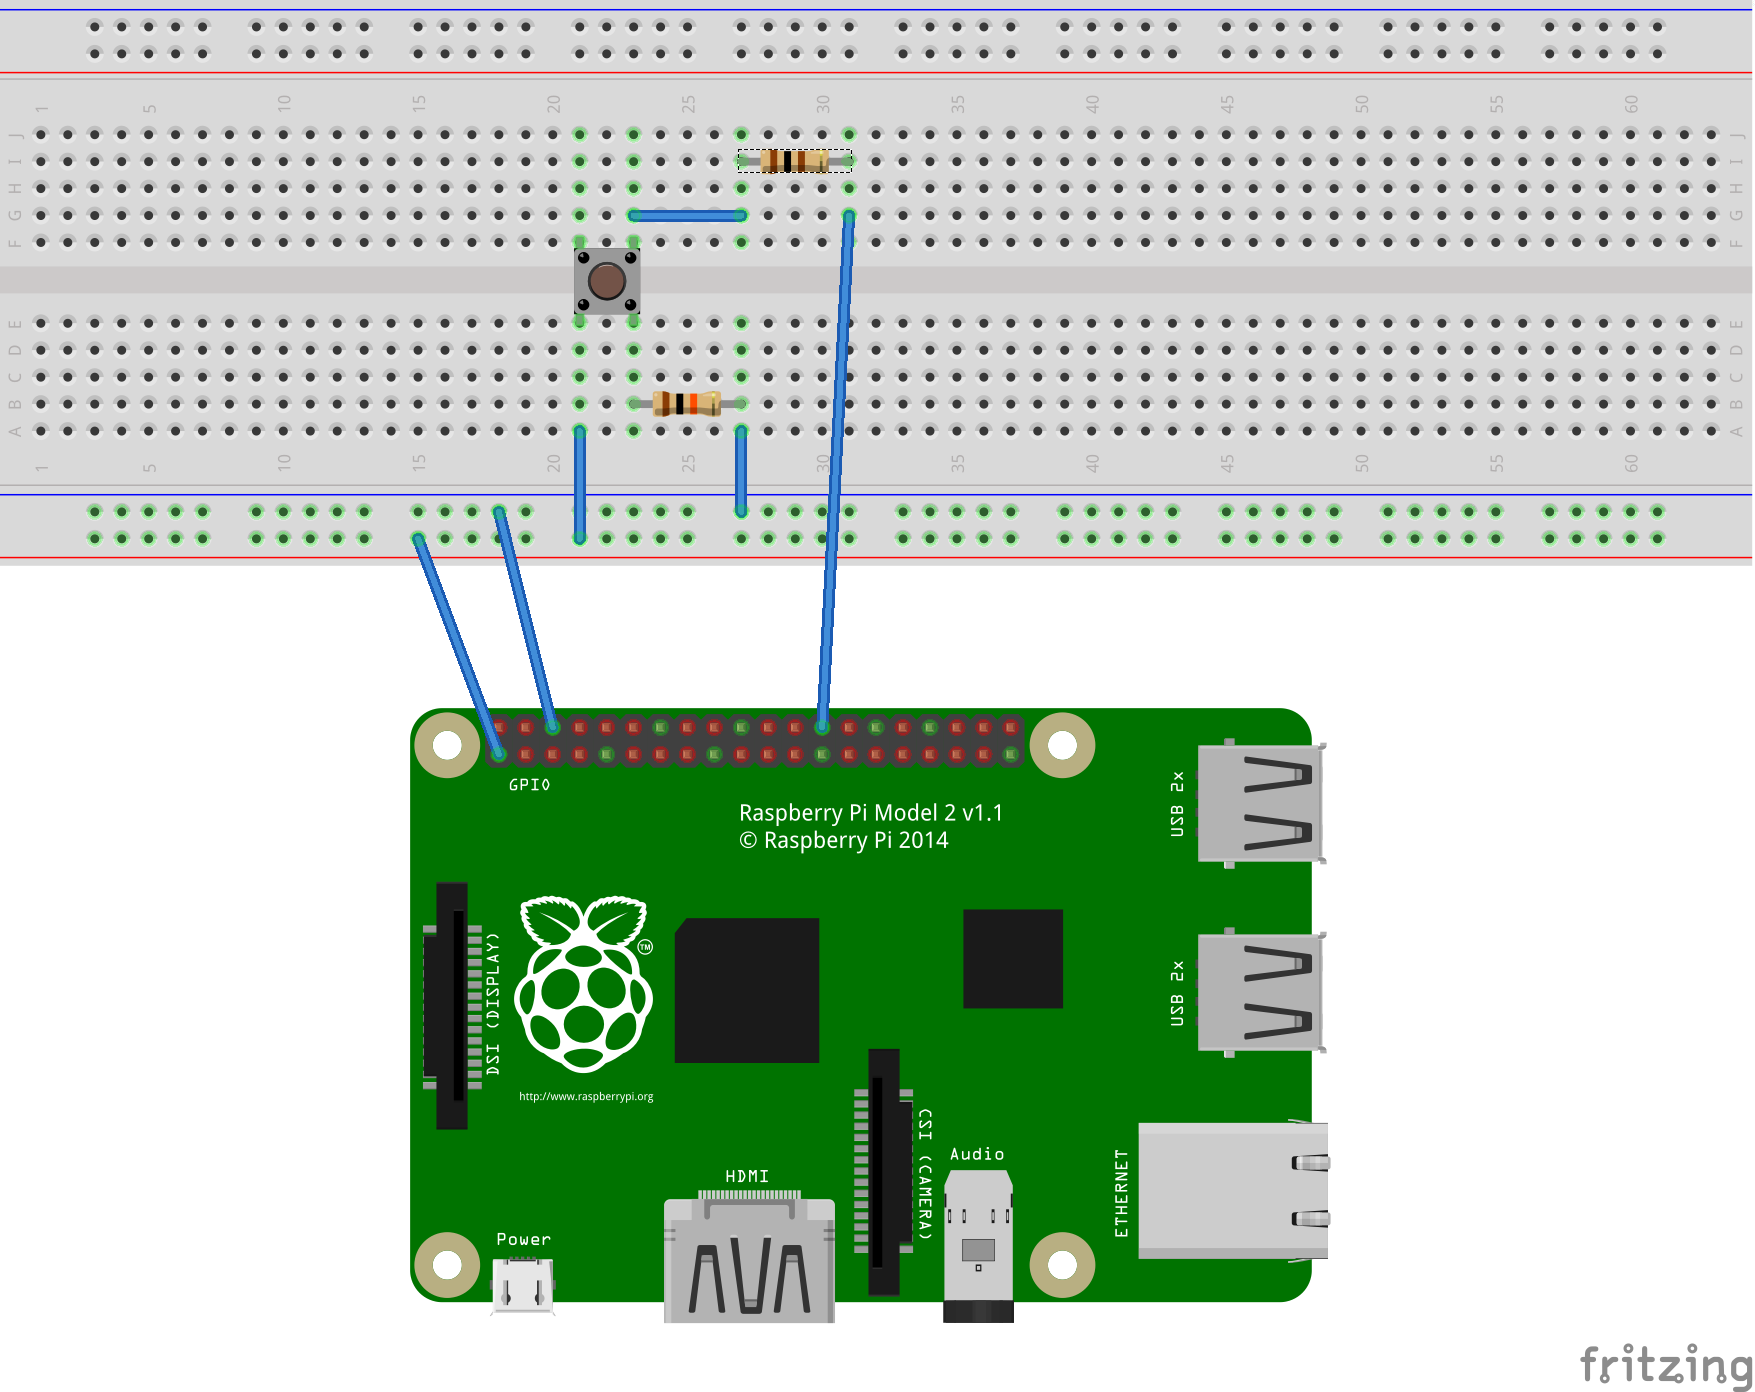 1 5 10 15 20 25 30 35 40 45 50 55 60
J J
I I
H H
G G
F F
E E
D D
C C
B B
A A
1 5 10 15 20 25 30 35 40 45 50 55 60
GPIO
Raspberry Pi Model 2 v1.1
© Raspberry Pi 2014
USB 2x
DSI (DISPLAY)
TM
USB 2x
http://www.raspberrypi.org
CSI (CAMERA)
Audio
ETHERNET
HDMI
Power
fritzing